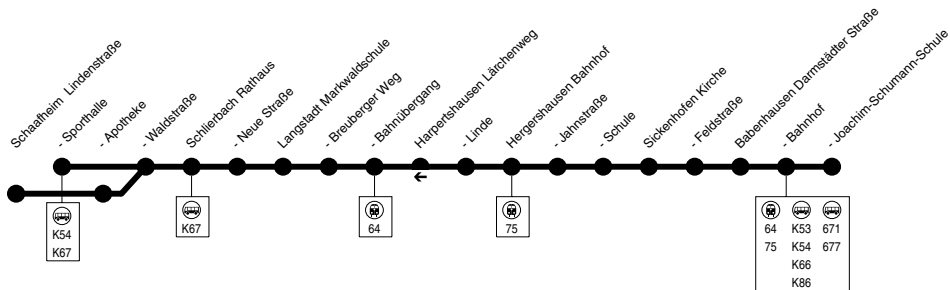 Schaafheim Lindenstraße
- Sporthalle
- Apotheke
- Waldstraße
Schlierbach Rathaus
- Neue Straße
Langstadt Markwaldschule
- Breuberger Weg
- Bahnübergang
Harpertshausen Lärchenweg
- Linde
Hergershausen Bahnhof
- Jahnstraße
- Schule
Sickenhofen Kirche
- Feldstraße
Babenhausen Darmstädter Straße
- Bahnhof
- Joachim-Schumann-Schule
K54
K67
K67
64
75
64 K53 671
75 K54 677
K66
K86